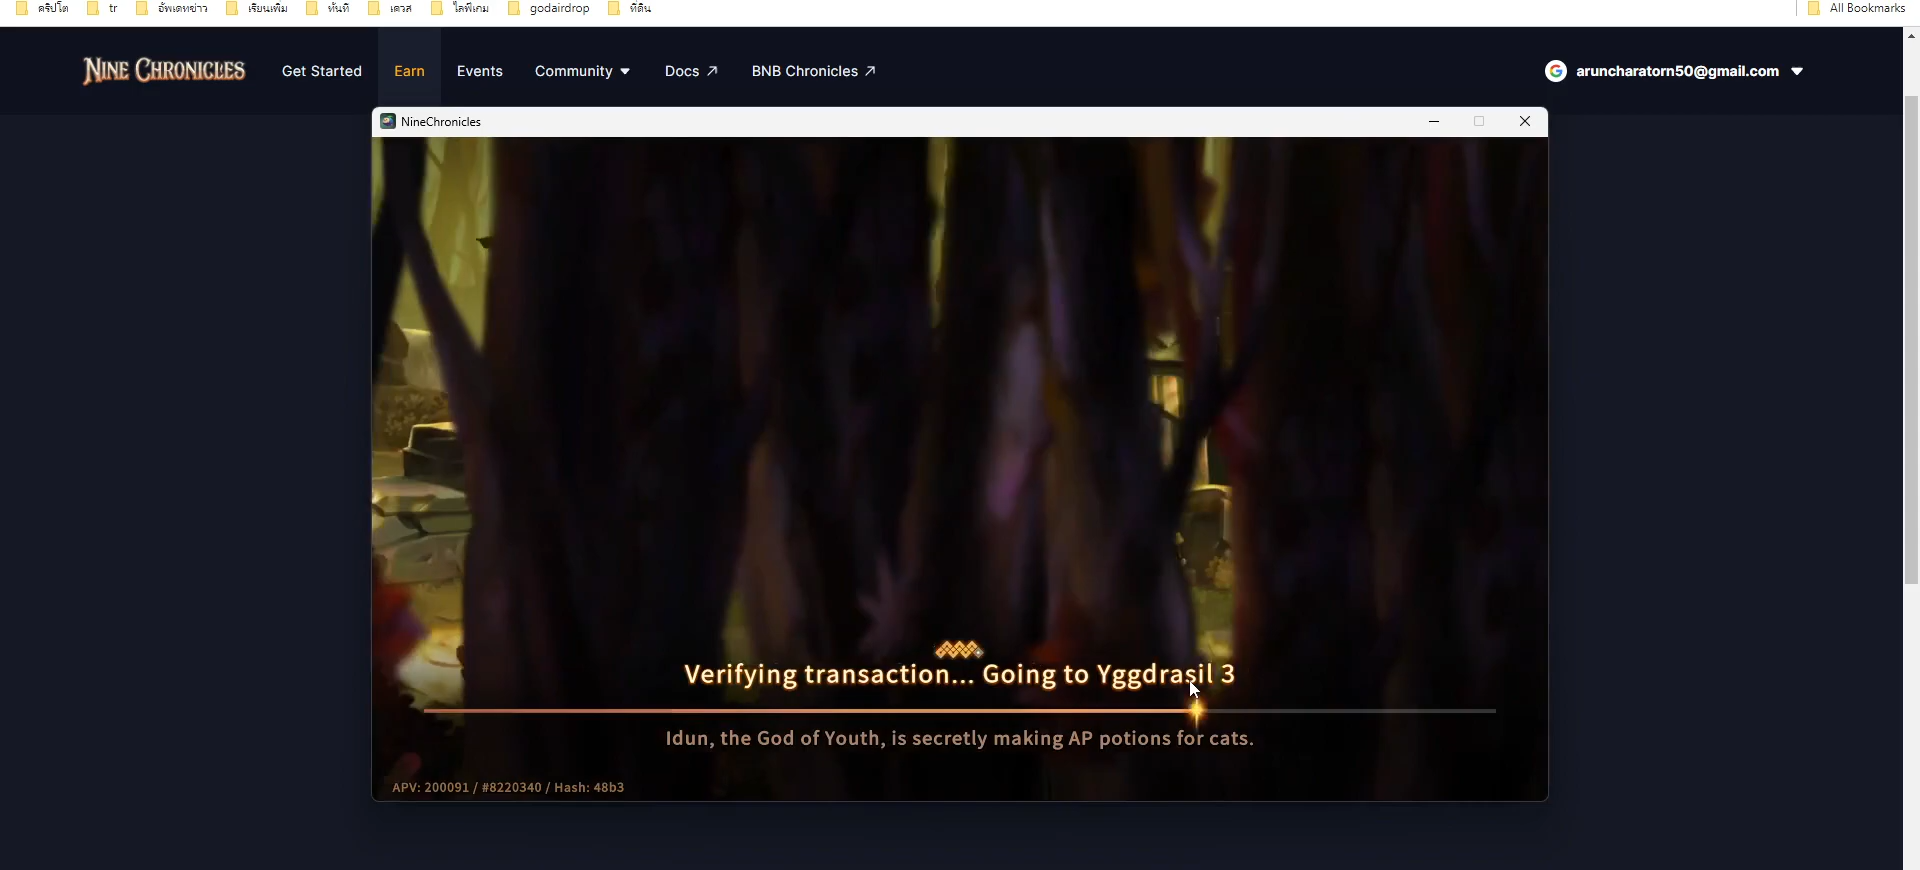 คริปโต tr อัพเดทข่าว เรียนเพิ่ม ทันที เดวส ไลฟ์เกม godairdrop ที่ดิน All Bookmarks
NINE CHRONICLES Get Started Earn Events Community Docs BNB Chronicles G aruncharatorn50@gmail.com
NineChronicles
Verifying transaction... Going to Yggdrasil 3
Idun, the God of Youth, is secretly making AP potions for cats.
APV: 200091 / #8220340 / Hash: 48b3